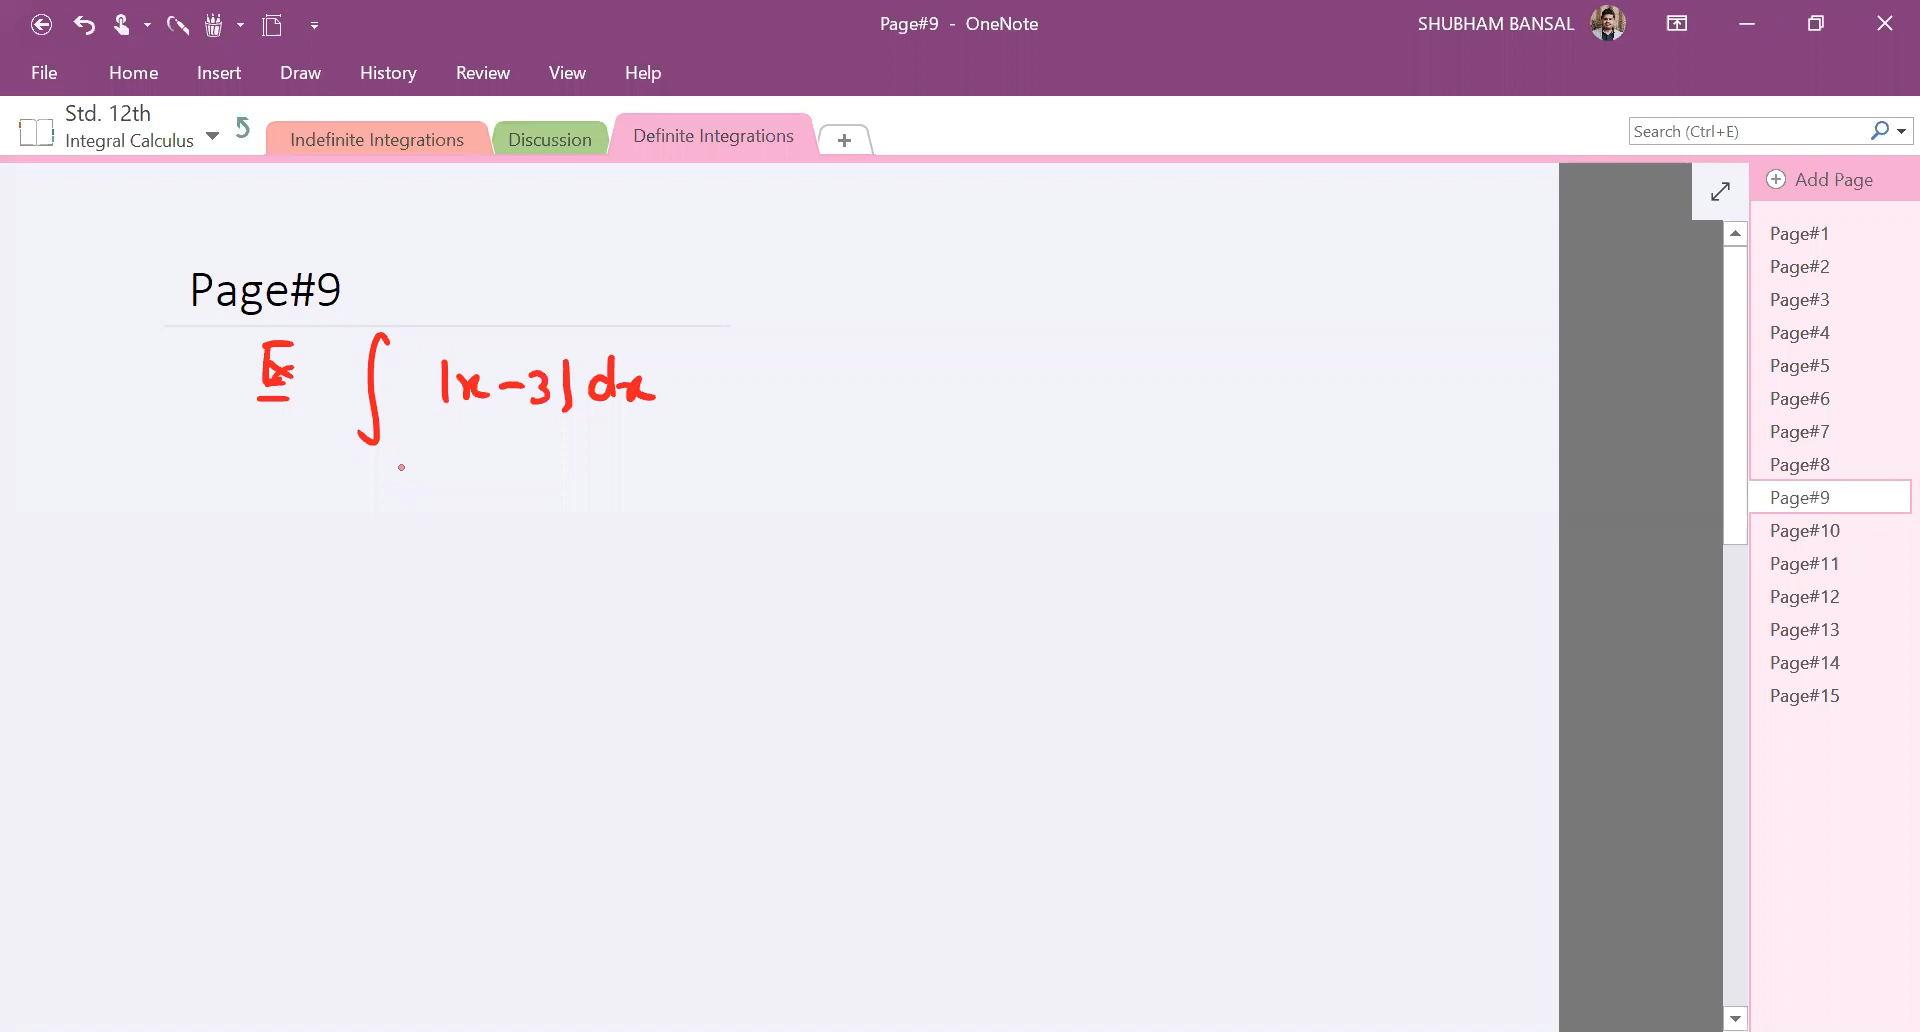 Page#9 - OneNote
SHUBHAM BANSAL
File Home Insert Draw History Review View Help
Std. 12th
Integral Calculus
Indefinite Integrations
Discussion
Definite Integrations
+
Search (Ctrl+E)
Page#9
Ex ∫ |x-3| dx
Add Page
Page#1
Page#2
Page#3
Page#4
Page#5
Page#6
Page#7
Page#8
Page#9
Page#10
Page#11
Page#12
Page#13
Page#14
Page#15